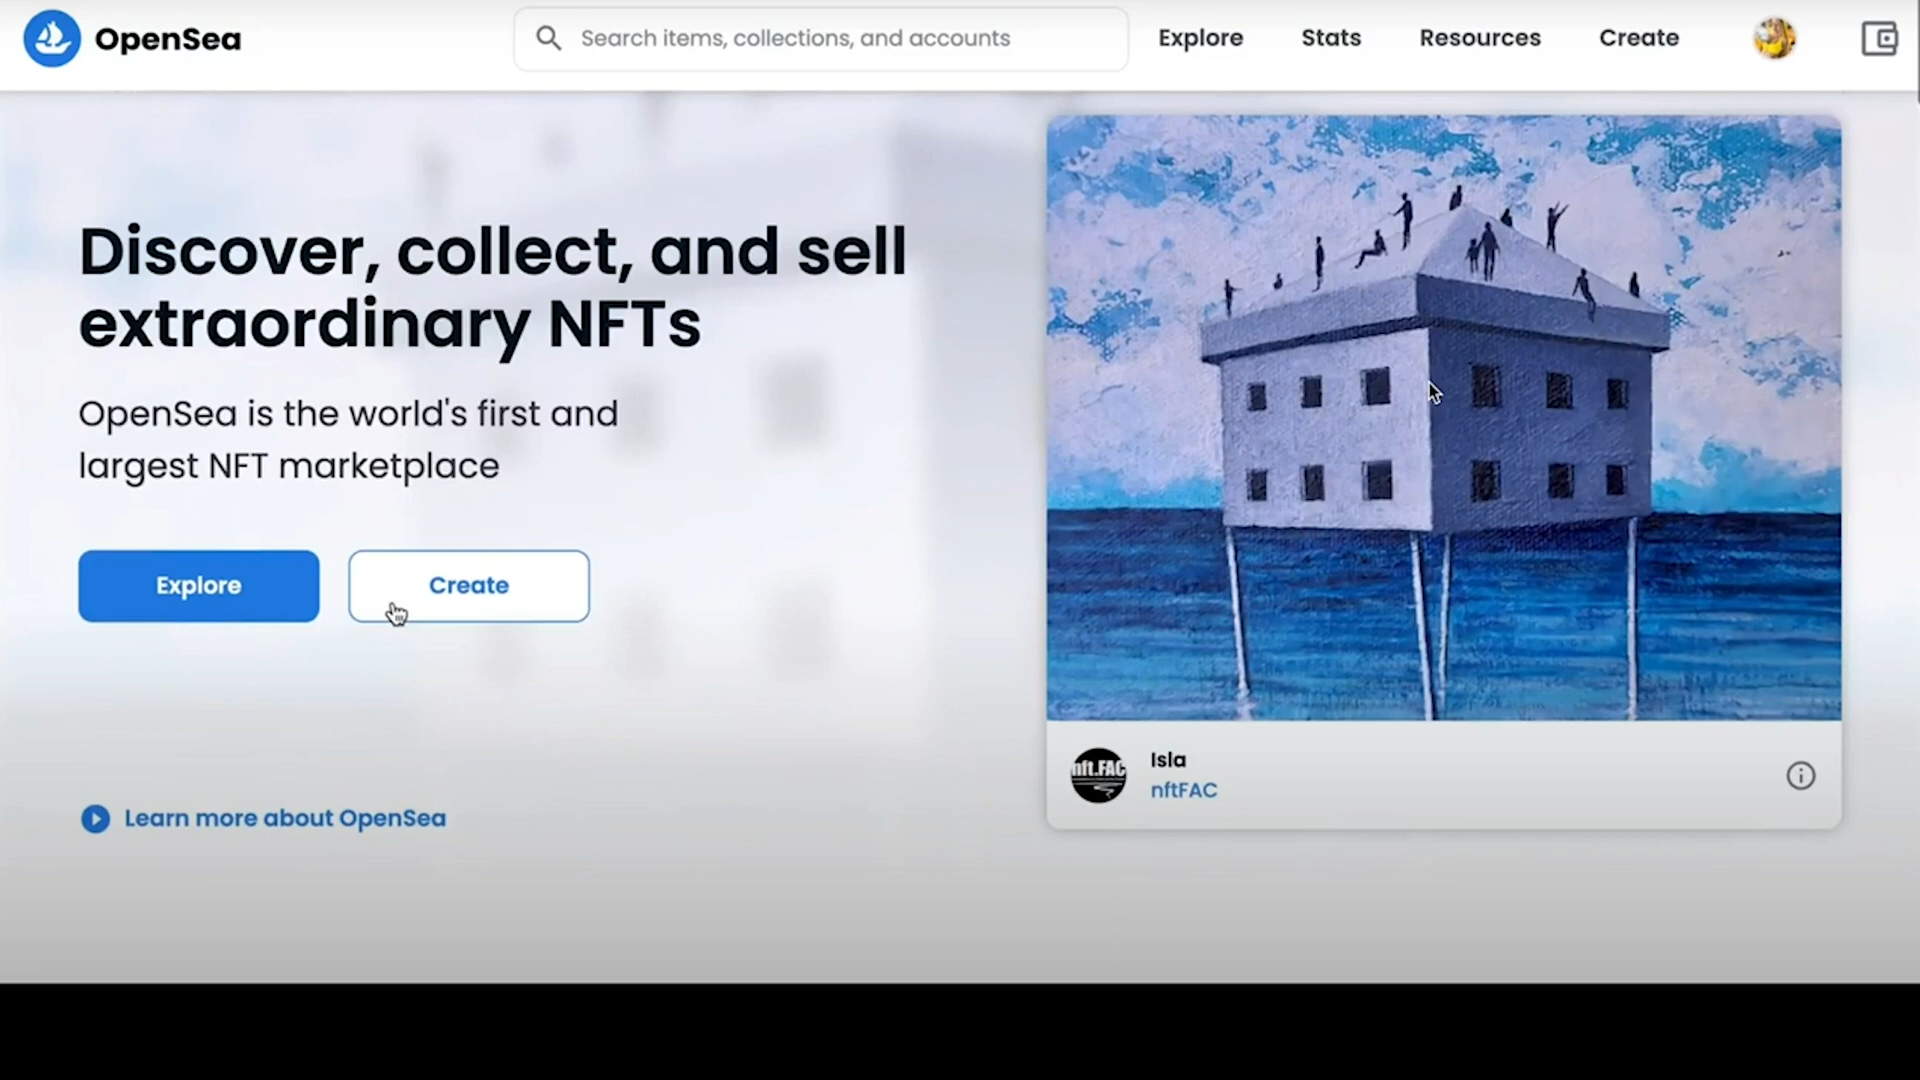 OpenSea
Search items, collections, and accounts
Explore
Stats
Resources
Create
Discover, collect, and sell
extraordinary NFTs
OpenSea is the world's first and
largest NFT marketplace
Explore
Create
Learn more about OpenSea
nft.FAC
Isla
nftFAC